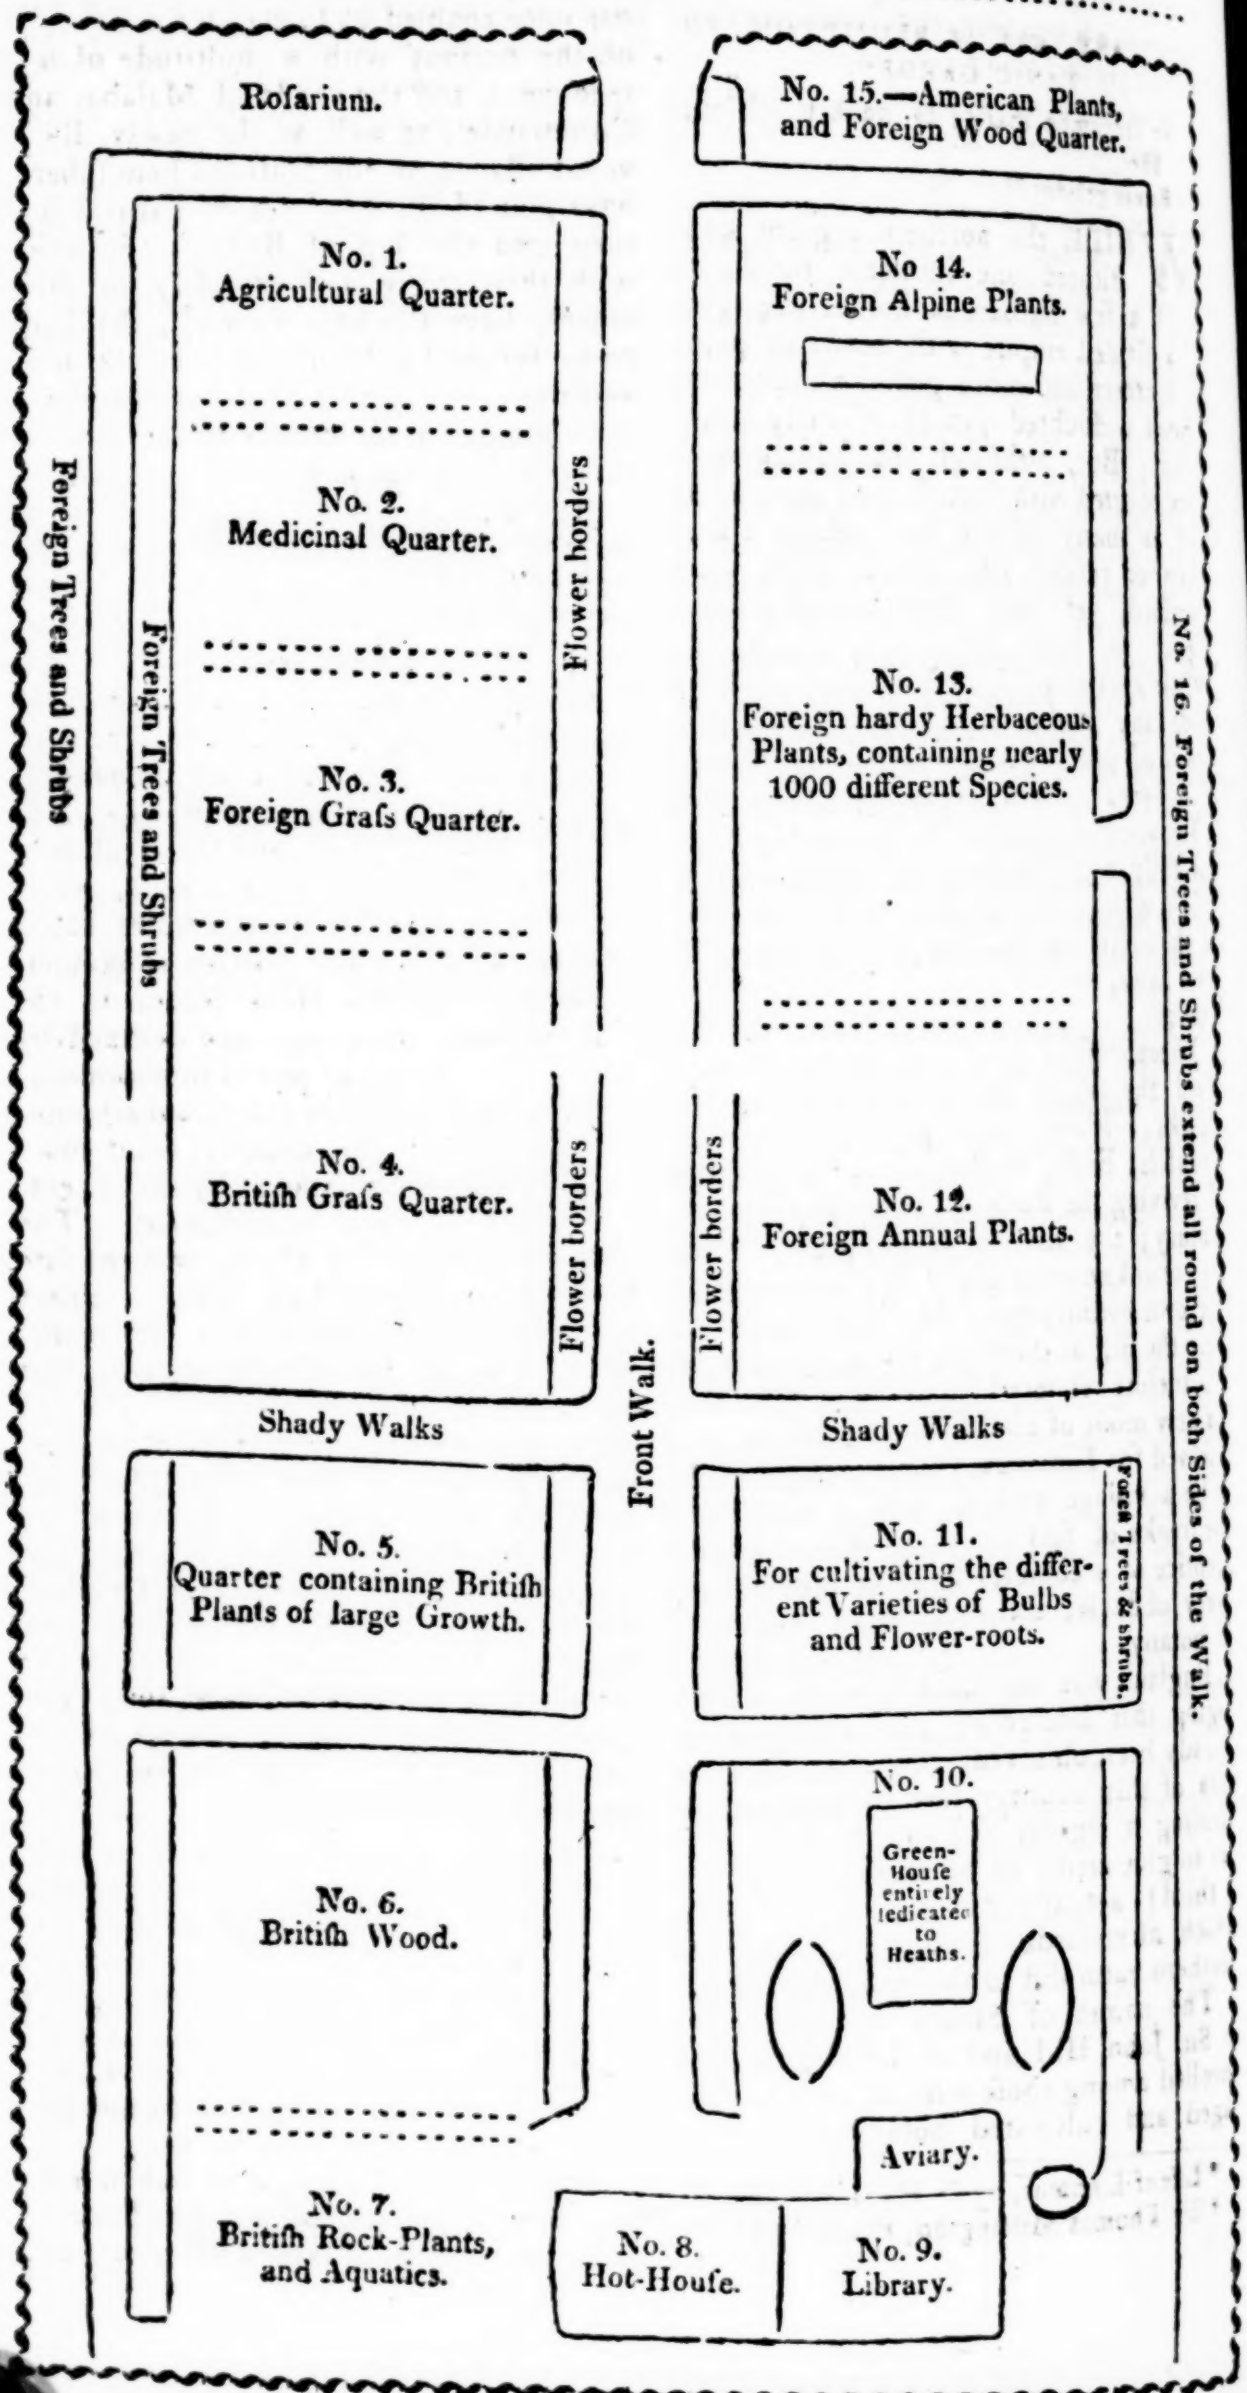 Roſarium.
No. 15.—American Plants,
and Foreign Wood Quarter.
No. 1.
Agricultural Quarter.
No 14.
Foreign Alpine Plants.
No. 2.
Medicinal Quarter.
Flower borders
Foreign Trees and Shrubs
Foreign Trees and Shrubs
No. 3.
Foreign Graſs Quarter.
No. 13.
Foreign hardy Herbaceous
Plants, containing nearly
1000 different Species.
No. 16. Foreign Trees and Shrubs extend all round on both Sides of the Walk.
No. 4.
Britiſh Graſs Quarter.
Flower borders
Flower borders
No. 12.
Foreign Annual Plants.
Front Walk.
Shady Walks
Shady Walks
No. 5.
Quarter containing Britiſh
Plants of large Growth.
No. 11.
For cultivating the differ-
ent Varieties of Bulbs
and Flower-roots.
Foreſt Trees & shrubs.
No. 6.
Britiſh Wood.
No. 10.
Green-
Houſe
entirely
dedicated
to
Heaths.
Aviary.
No. 7.
Britiſh Rock-Plants,
and Aquatics.
No. 8.
Hot-Houſe.
No. 9.
Library.